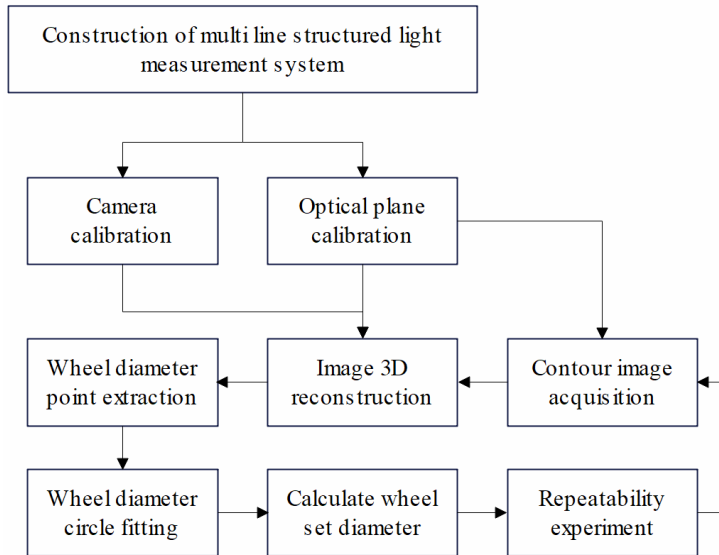 Construction of multi line structured light
measurement system
Camera
calibration
Optical plane
calibration
Wheel diameter
point extraction
Image 3D
reconstruction
Contour image
acquisition
Wheel diameter
circle fitting
Calculate wheel
set diameter
Repeatability
experiment